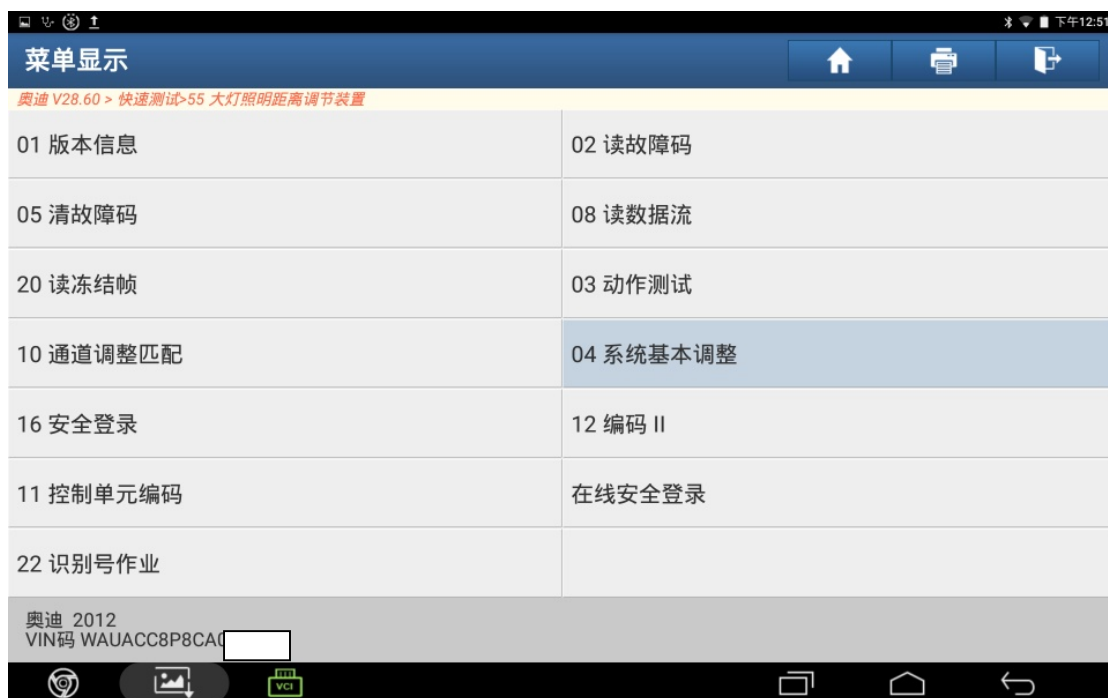 下午12:51
菜单显示
奥迪 V28.60 > 快速测试>55 大灯照明距离调节装置
01 版本信息
02 读故障码
05 清故障码
08 读数据流
20 读冻结帧
03 动作测试
10 通道调整匹配
04 系统基本调整
16 安全登录
12 编码 II
11 控制单元编码
在线安全登录
22 识别号作业
奥迪 2012
VIN码 WAUACC8P8CA
VCI